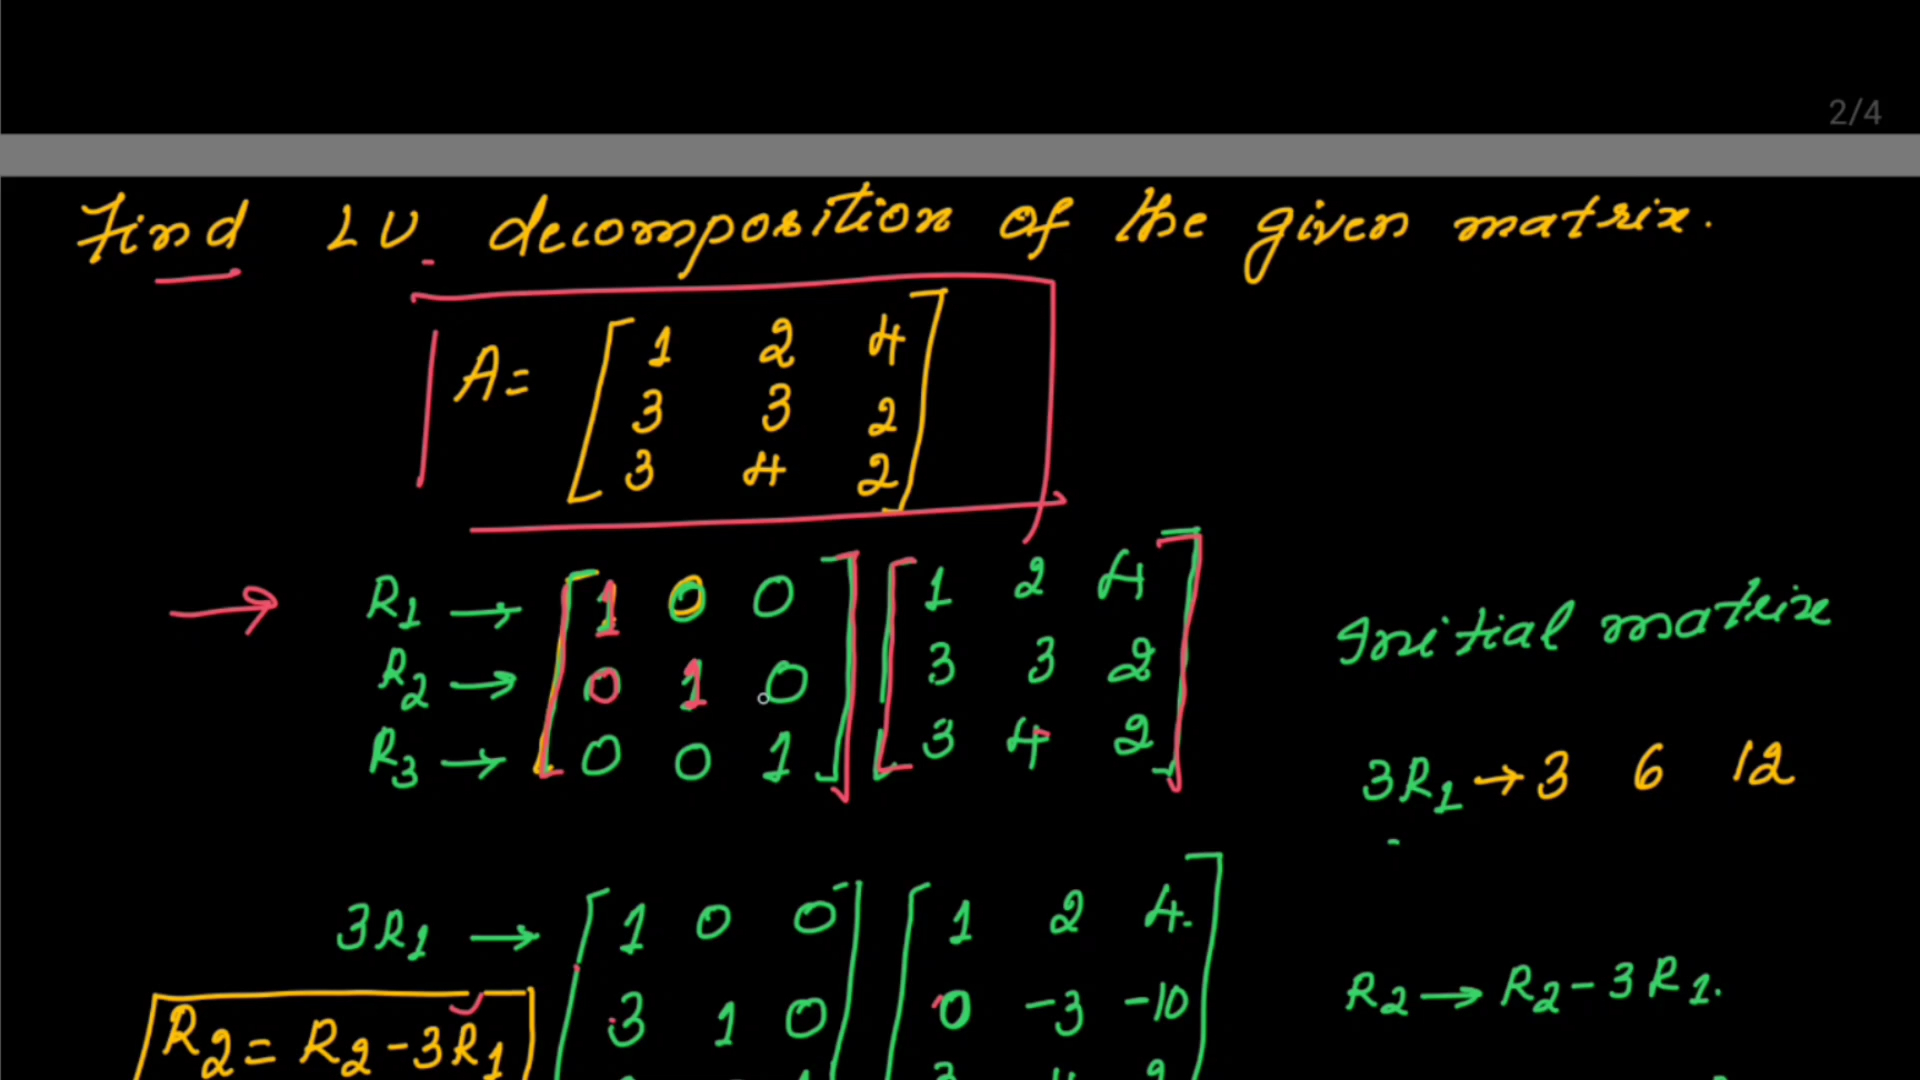 2/4
Find LU decomposition of the given matrix.
A = [1 2 4
3 3 2
3 4 2]
R1 → [1 0 0] [1 2 4] Initial matrix
R2 → [0 1 0] [3 3 2]
R3 → [0 0 1] [3 4 2] 3R1 → 3 6 12
3R1 → [1 0 0] [1 2 4]
R2 = R2 - 3R1 [3 1 0] [0 -3 -10] R2 → R2 - 3R1.